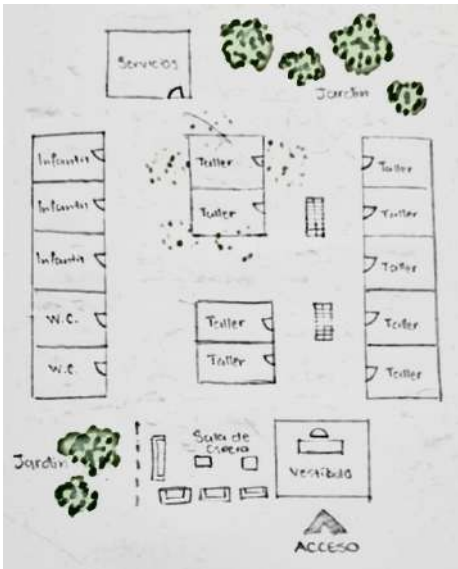 Servicios
Jardin
Infantil
Taller
Taller
Infantil
Taller
Taller
Infantil
Taller
W.C.
Taller
Taller
W.C.
Taller
Taller
Jardin
Sala de
espera
Vestíbulo
ACCESO